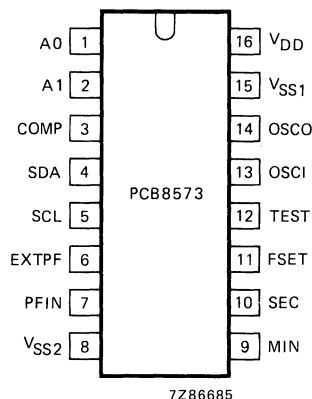 A0 1 16 VDD
A1 2 15 VSS1
COMP 3 14 OSCO
SDA 4 13 OSCI
PCB8573
SCL 5 12 TEST
EXTPF 6 11 FSET
PFIN 7 10 SEC
VSS2 8 9 MIN
7Z86685